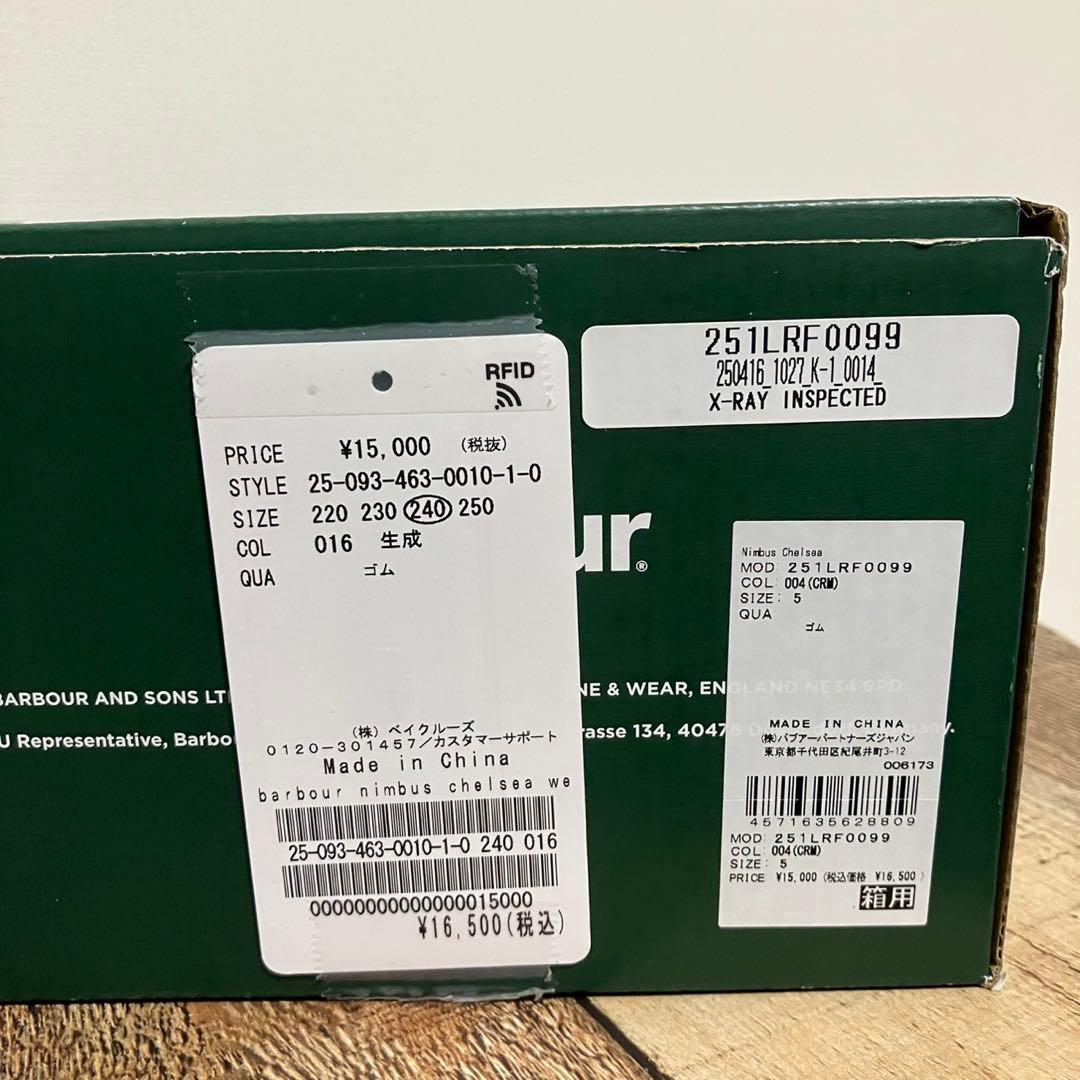 RFID
PRICE ¥15,000 (税抜)
STYLE 25-093-463-0010-1-0
SIZE 220 230 240 250
COL 016 生成
QUA ゴム
(株) ベイクルーズ
0120-301457/カスタマーサポート
Made in China
barbour nimbus chelsea we
25-093-463-0010-1-0 240 016
00000000000000015000
¥16,500(税込)
251LRF0099
250416_1027_K-1_0014_
X-RAY INSPECTED
ur®
BARBOUR AND SONS LT
NE & WEAR, ENGLAND NE34 9PD.
U Representative, Barbo
rasse 134, 40476
many.
Nimbus Chelsea
MOD: 251LRF0099
COL: 004(CRM)
SIZE: 5
QUA
ゴム
MADE IN CHINA
(株)バブアーパートナーズジャパン
東京都千代田区紀尾井町3-12
006173
4571635628809
MOD: 251LRF0099
COL: 004(CRM)
SIZE: 5
PRICE ¥15,000 (税込価格 ¥16,500)
箱用